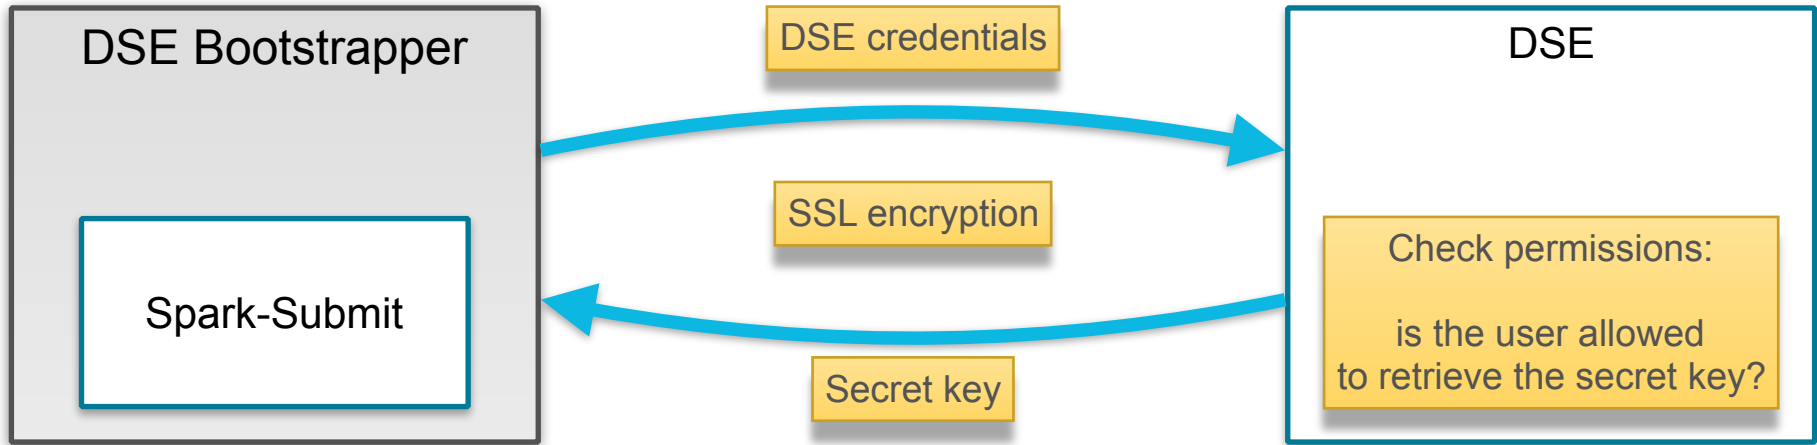 DSE Bootstrapper
Spark-Submit
DSE credentials
SSL encryption
Secret key
DSE
Check permissions:
is the user allowed
to retrieve the secret key?